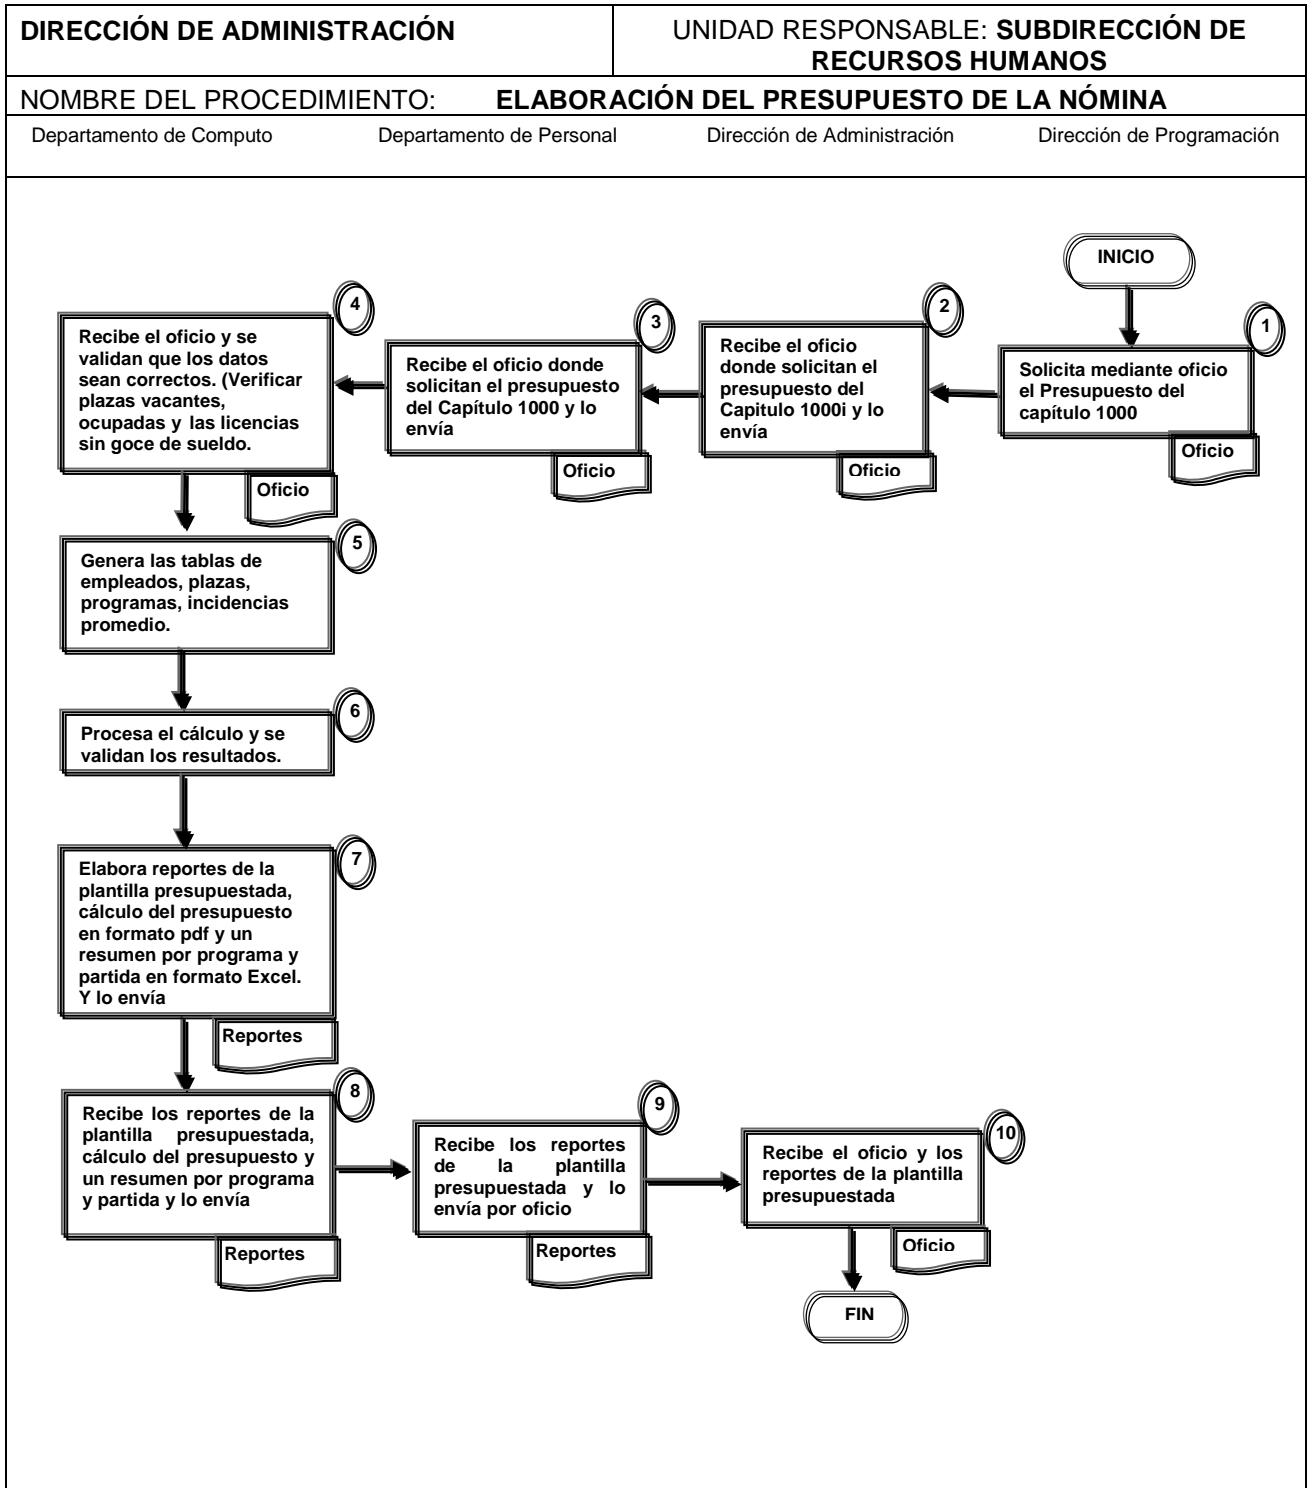 DIRECCIÓN DE ADMINISTRACIÓN
UNIDAD RESPONSABLE: SUBDIRECCIÓN DE
RECURSOS HUMANOS
NOMBRE DEL PROCEDIMIENTO: ELABORACIÓN DEL PRESUPUESTO DE LA NÓMINA
Departamento de Computo
Departamento de Personal
Dirección de Administración
Dirección de Programación
INICIO
1
Solicita mediante oficio
el Presupuesto del
capítulo 1000
Oficio
2
Recibe el oficio
donde solicitan el
presupuesto del
Capitulo 1000i y lo
envía
Oficio
3
Recibe el oficio donde
solicitan el presupuesto
del Capítulo 1000 y lo
envía
Oficio
4
Recibe el oficio y se
validan que los datos
sean correctos. (Verificar
plazas vacantes,
ocupadas y las licencias
sin goce de sueldo.
Oficio
5
Genera las tablas de
empleados, plazas,
programas, incidencias
promedio.
6
Procesa el cálculo y se
validan los resultados.
7
Elabora reportes de la
plantilla presupuestada,
cálculo del presupuesto
en formato pdf y un
resumen por programa y
partida en formato Excel.
Y lo envía
Reportes
8
Recibe los reportes de la
plantilla presupuestada,
cálculo del presupuesto y
un resumen por programa
y partida y lo envía
Reportes
9
Recibe los reportes
de la plantilla
presupuestada y lo
envía por oficio
Reportes
10
Recibe el oficio y los
reportes de la plantilla
presupuestada
Oficio
FIN